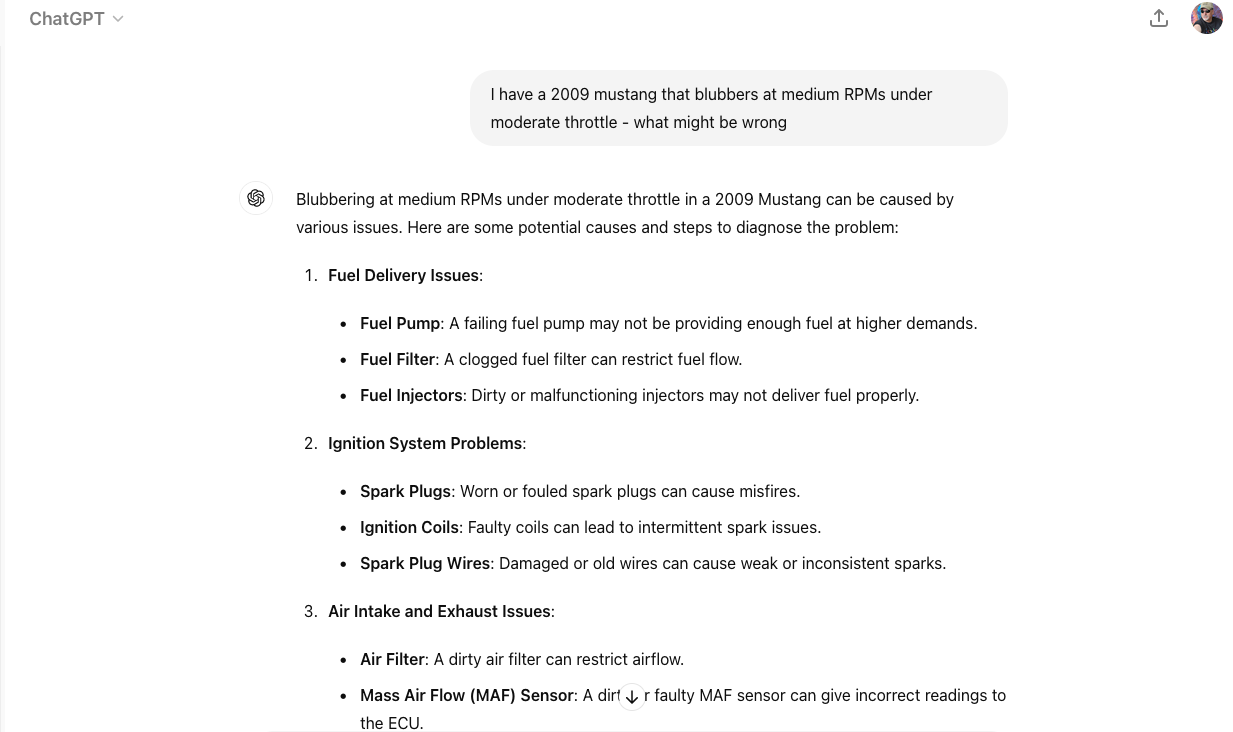 ChatGPT
I have a 2009 mustang that blubbers at medium RPMs under
moderate throttle - what might be wrong
Blubbering at medium RPMs under moderate throttle in a 2009 Mustang can be caused by
various issues. Here are some potential causes and steps to diagnose the problem:
1. Fuel Delivery Issues:
• Fuel Pump: A failing fuel pump may not be providing enough fuel at higher demands.
• Fuel Filter: A clogged fuel filter can restrict fuel flow.
• Fuel Injectors: Dirty or malfunctioning injectors may not deliver fuel properly.
2. Ignition System Problems:
• Spark Plugs: Worn or fouled spark plugs can cause misfires.
• Ignition Coils: Faulty coils can lead to intermittent spark issues.
• Spark Plug Wires: Damaged or old wires can cause weak or inconsistent sparks.
3. Air Intake and Exhaust Issues:
• Air Filter: A dirty air filter can restrict airflow.
• Mass Air Flow (MAF) Sensor: A dirty or faulty MAF sensor can give incorrect readings to
the ECU.